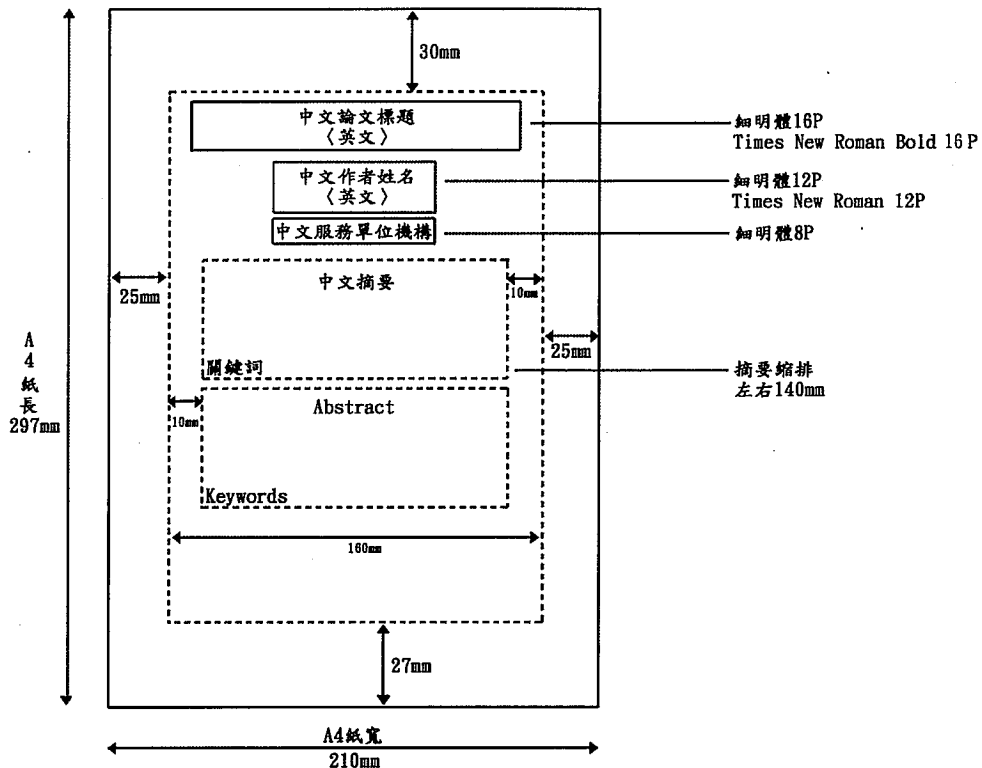 30mm
中文論文標題
〈英文〉
細明體16P
Times New Roman Bold 16P
中文作者姓名
〈英文〉
細明體12P
Times New Roman 12P
中文服務單位機構
細明體8P
25mm
中文摘要
10mm
關鍵詞
25mm
摘要縮排
左右140mm
A
4
紙
長
297mm
10mm
Abstract
Keywords
160mm
27mm
A4紙寬
210mm